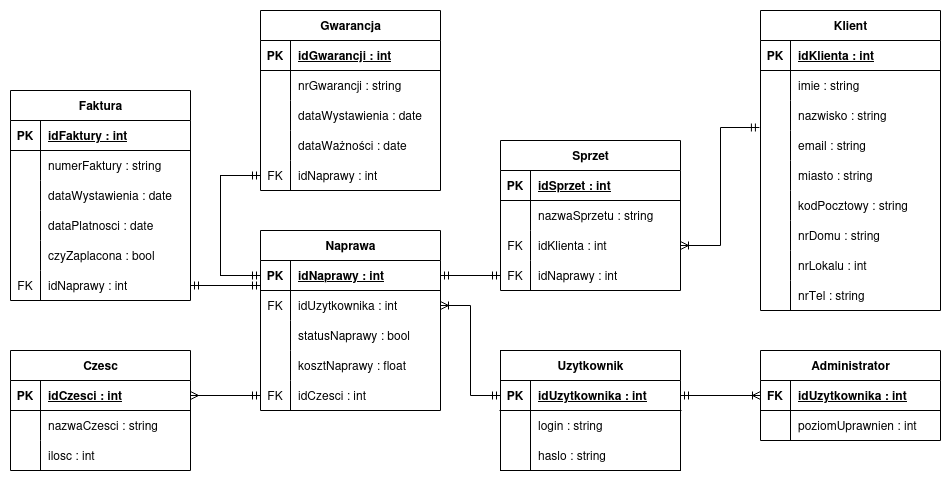 Faktura
PK idFaktury : int
numerFaktury : string
dataWystawienia : date
dataPlatnosci : date
czyZaplacona : bool
FK idNaprawy : int
Gwarancja
PK idGwarancji : int
nrGwarancji : string
dataWystawienia : date
dataWażności : date
FK idNaprawy : int
Naprawa
PK idNaprawy : int
FK idUzytkownika : int
statusNaprawy : bool
kosztNaprawy : float
FK idCzesci : int
Czesc
PK idCzesci : int
nazwaCzesci : string
ilosc : int
Sprzet
PK idSprzet : int
nazwaSprzetu : string
FK idKlienta : int
FK idNaprawy : int
Uzytkownik
PK idUzytkownika : int
login : string
haslo : string
Klient
PK idKlienta : int
imie : string
nazwisko : string
email : string
miasto : string
kodPocztowy : string
nrDomu : string
nrLokalu : int
nrTel : string
Administrator
FK idUzytkownika : int
poziomUprawnien : int